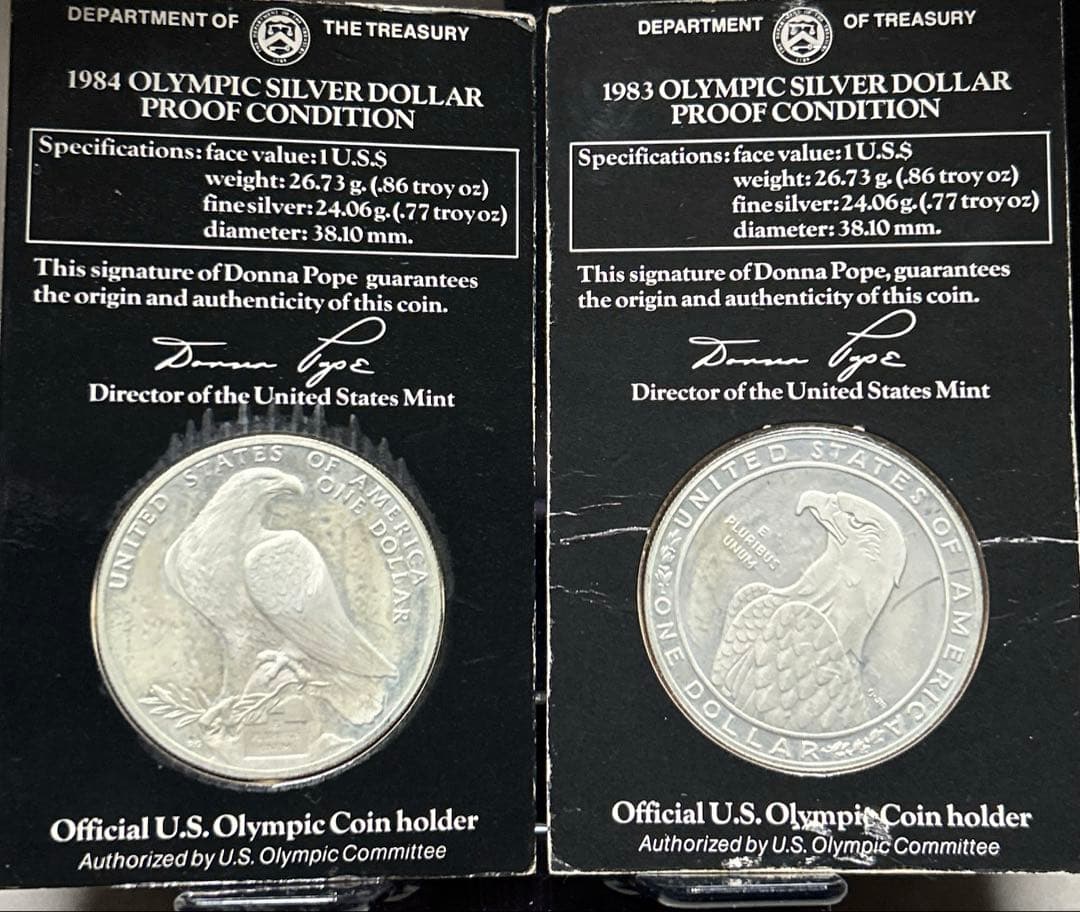 DEPARTMENT OF THE TREASURY
1984 OLYMPIC SILVER DOLLAR
PROOF CONDITION
Specifications: face value: 1 U.S.$
weight: 26.73 g. (.86 troy oz)
fine silver: 24.06 g. (.77 troy oz)
diameter: 38.10 mm.
This signature of Donna Pope guarantees
the origin and authenticity of this coin.
Donna Pope
Director of the United States Mint
UNITED STATES OF AMERICA
ONE DOLLAR
Official U.S. Olympic Coin holder
Authorized by U.S. Olympic Committee
DEPARTMENT OF TREASURY
1983 OLYMPIC SILVER DOLLAR
PROOF CONDITION
Specifications: face value: 1 U.S.$
weight: 26.73 g. (.86 troy oz)
fine silver: 24.06 g. (.77 troy oz)
diameter: 38.10 mm.
This signature of Donna Pope, guarantees
the origin and authenticity of this coin.
Donna Pope
Director of the United States Mint
UNITED STATES OF AMERICA
E
PLURIBUS
UNUM
ONE DOLLAR
Official U.S. Olympic Coin holder
Authorized by U.S. Olympic Committee